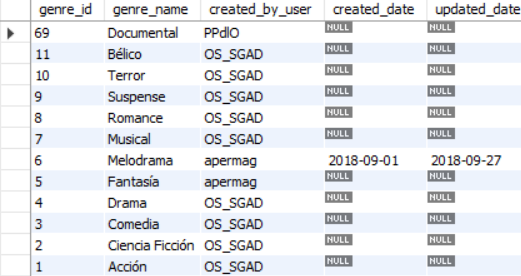 genre_id genre_name created_by_user created_date updated_date
69 Documental PPdIO NULL NULL
11 Bélico OS_SGAD NULL NULL
10 Terror OS_SGAD NULL NULL
9 Suspense OS_SGAD NULL NULL
8 Romance OS_SGAD NULL NULL
7 Musical OS_SGAD NULL NULL
6 Melodrama apermag 2018-09-01 2018-09-27
5 Fantasía apermag NULL NULL
4 Drama OS_SGAD NULL NULL
3 Comedia OS_SGAD NULL NULL
2 Ciencia Ficción OS_SGAD NULL NULL
1 Acción OS_SGAD NULL NULL